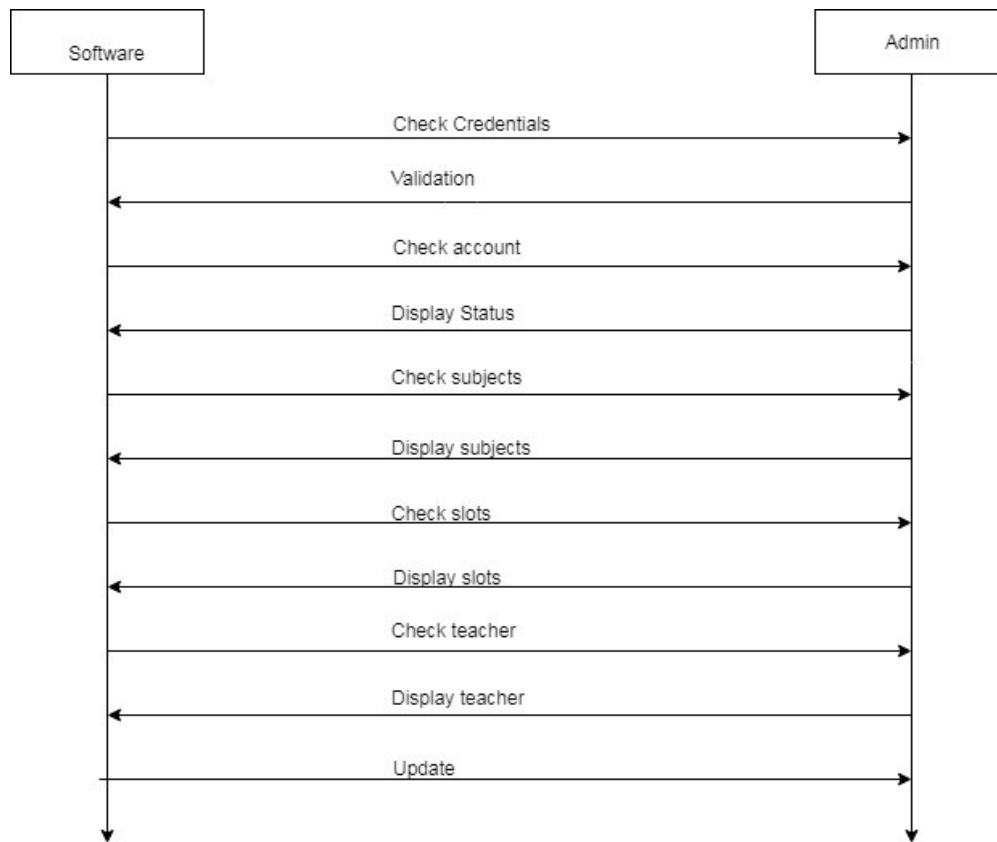 Software
Admin
Check Credentials
Validation
Check account
Display Status
Check subjects
Display subjects
Check slots
Display slots
Check teacher
Display teacher
Update